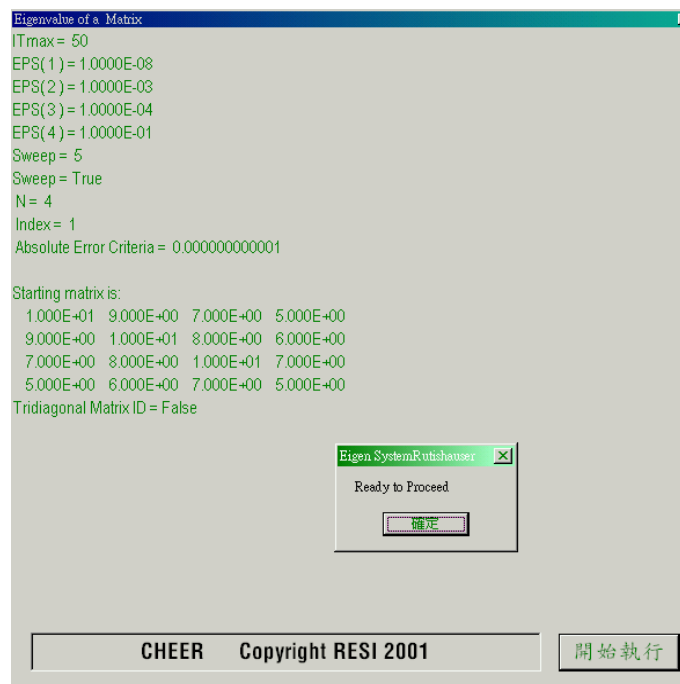 Eigenvalue of a Matrix
ITmax = 50
EPS(1) = 1.0000E-08
EPS(2) = 1.0000E-03
EPS(3) = 1.0000E-04
EPS(4) = 1.0000E-01
Sweep = 5
Sweep = True
N = 4
Index = 1
Absolute Error Criteria = 0.000000000001
Starting matrix is:
1.000E+01 9.000E+00 7.000E+00 5.000E+00
9.000E+00 1.000E+01 8.000E+00 6.000E+00
7.000E+00 8.000E+00 1.000E+01 7.000E+00
5.000E+00 6.000E+00 7.000E+00 5.000E+00
Tridiagonal Matrix ID = False
Eigen SystemRutishauser
Ready to Proceed
確定
CHEER Copyright RESI 2001
開始執行